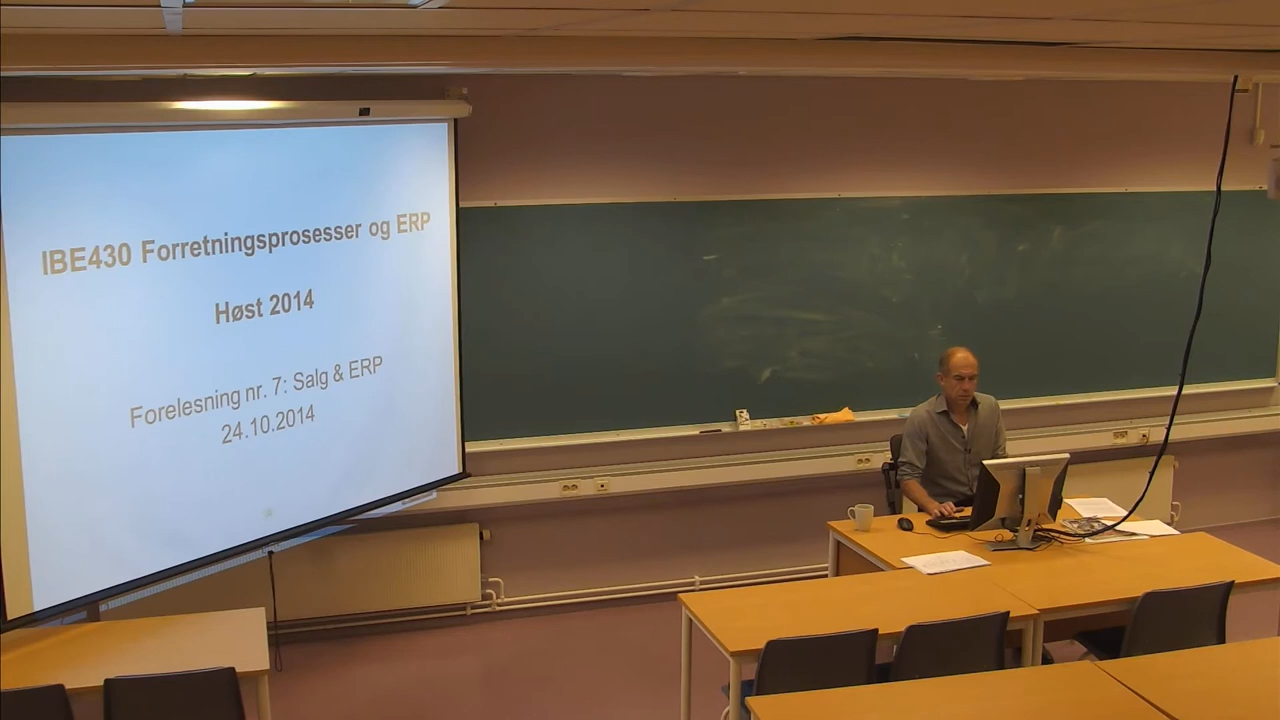 IBE430 Forretningsprosesser og ERP
Høst 2014
Forelesning nr. 7: Salg & ERP
24.10.2014